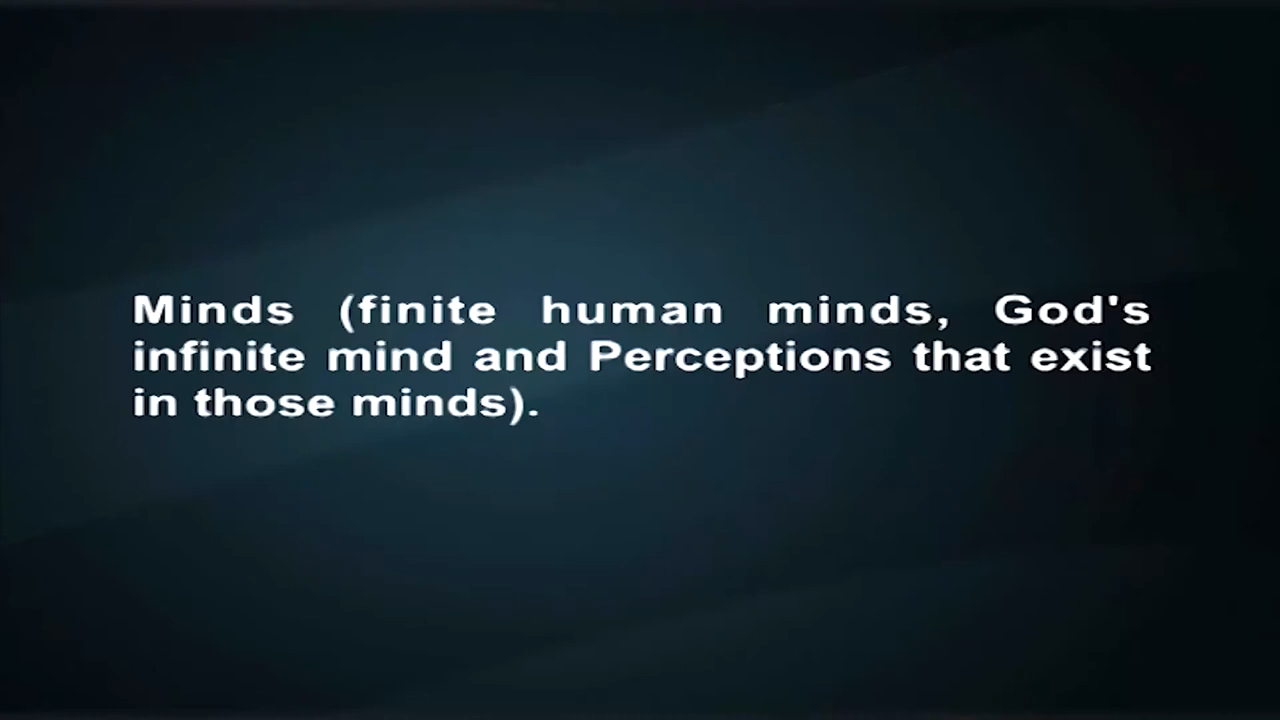 Minds (finite human minds, God's
infinite mind and Perceptions that exist
in those minds).